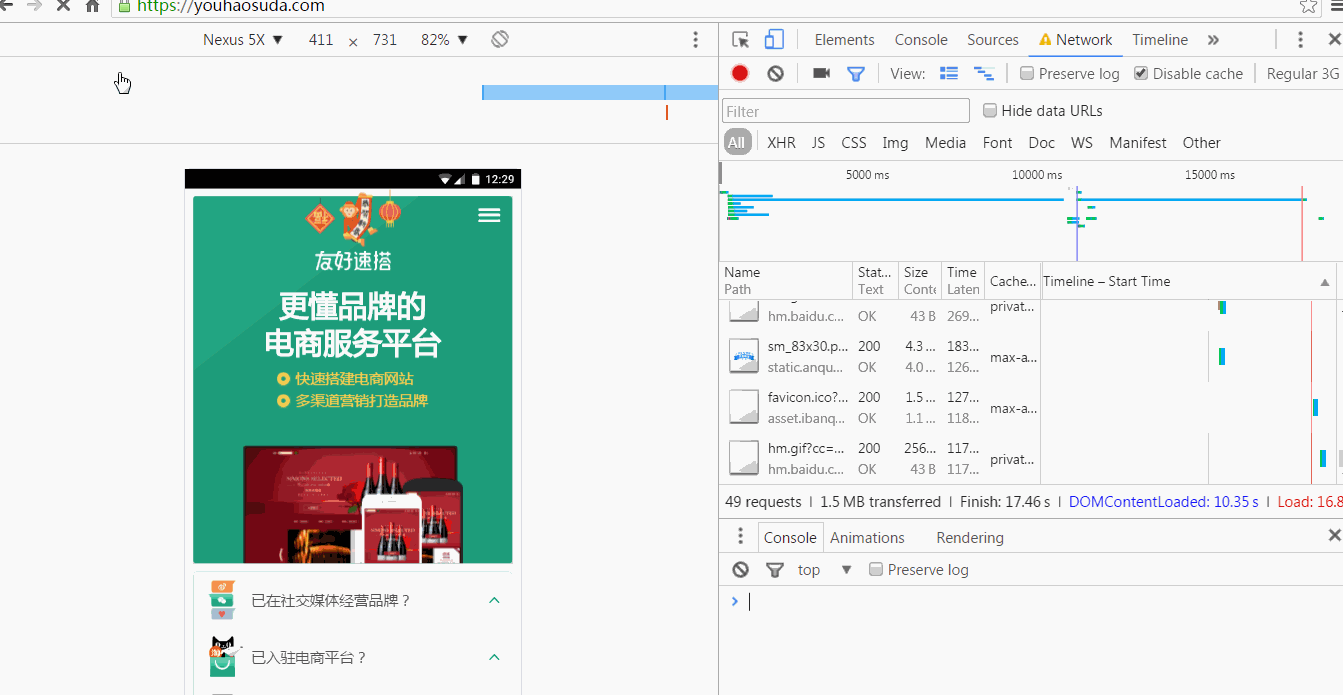 https://youhaosuda.com
Nexus 5X ▼ 411 × 731 82% ▼
Elements Console Sources Network Timeline »
View: Preserve log Disable cache Regular 3G
Filter Hide data URLs
All XHR JS CSS Img Media Font Doc WS Manifest Other
5000 ms 10000 ms 15000 ms
Name Stat... Size Time Cache... Timeline – Start Time
Path Text Conte Laten
hm.baidu.c... OK 43 B 269... privat...
sm_83x30.p... 200 4.3 ... 183... max-a...
static.anqu... OK 4.0 ... 126...
favicon.ico?... 200 1.5 ... 127... max-a...
asset.ibanq... OK 1.1 ... 118...
hm.gif?cc=... 200 256... 117... privat...
hm.baidu.c... OK 43 B 117...
49 requests | 1.5 MB transferred | Finish: 17.46 s | DOMContentLoaded: 10.35 s | Load: 16.8
Console Animations Rendering
top ▼ Preserve log
>
12:29
友好速搭
更懂品牌的
电商服务平台
快速搭建电商网站
多渠道营销打造品牌
SIMONS SELECTED
已在社交媒体经营品牌？
已入驻电商平台？